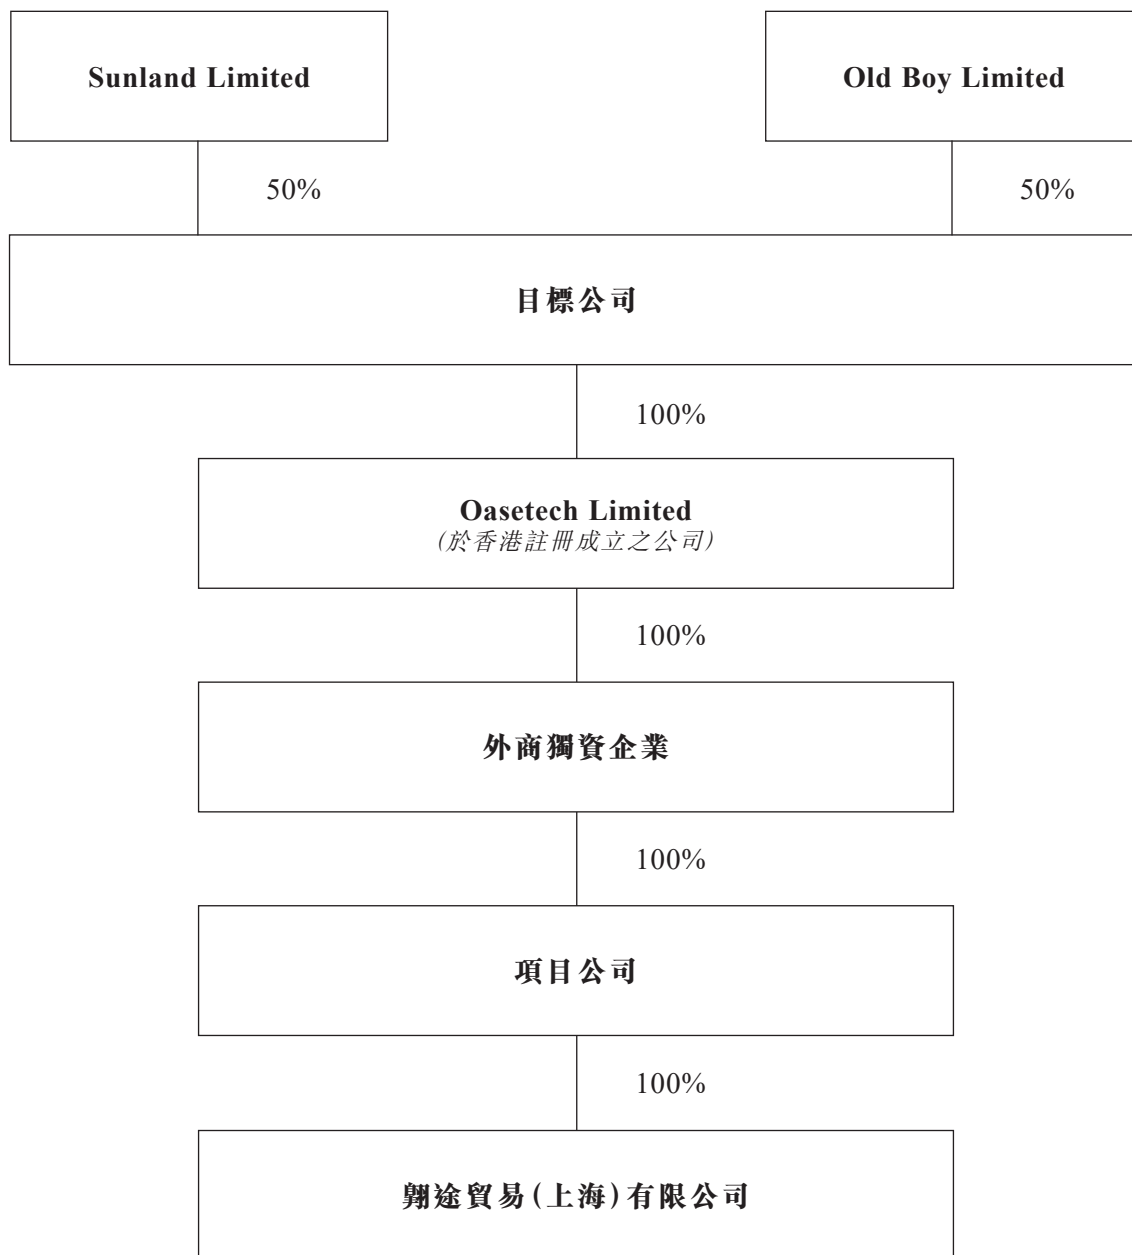 Sunland Limited
Old Boy Limited
50%
50%
目標公司
100%
Oasetech Limited
(於香港註冊成立之公司)
100%
外商獨資企業
100%
項目公司
100%
翺途貿易(上海)有限公司